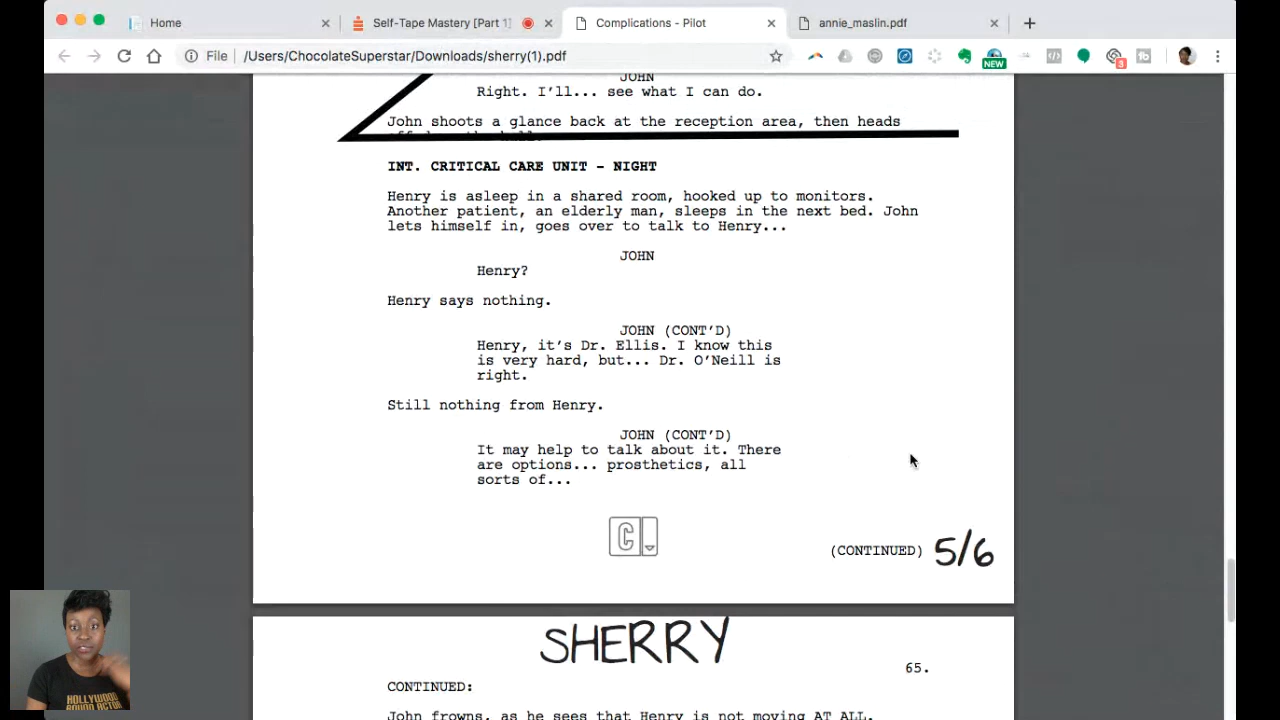 Home
Self-Tape Mastery [Part 1]
Complications - Pilot
annie_maslin.pdf
File
/Users/ChocolateSuperstar/Downloads/sherry(1).pdf
NEW
3
JOHN
Right. I'll... see what I can do.
John shoots a glance back at the reception area, then heads
INT. CRITICAL CARE UNIT - NIGHT
Henry is asleep in a shared room, hooked up to monitors.
Another patient, an elderly man, sleeps in the next bed. John
lets himself in, goes over to talk to Henry...
JOHN
Henry?
Henry says nothing.
JOHN (CONT'D)
Henry, it's Dr. Ellis. I know this
is very hard, but... Dr. O'Neill is
right.
Still nothing from Henry.
JOHN (CONT'D)
It may help to talk about it. There
are options... prosthetics, all
sorts of...
C
(CONTINUED) 5/6
SHERRY
65.
CONTINUED:
John frowns, as he sees that Henry is not moving AT ALL.
HOLLYWOOD
BOUND ACTOR